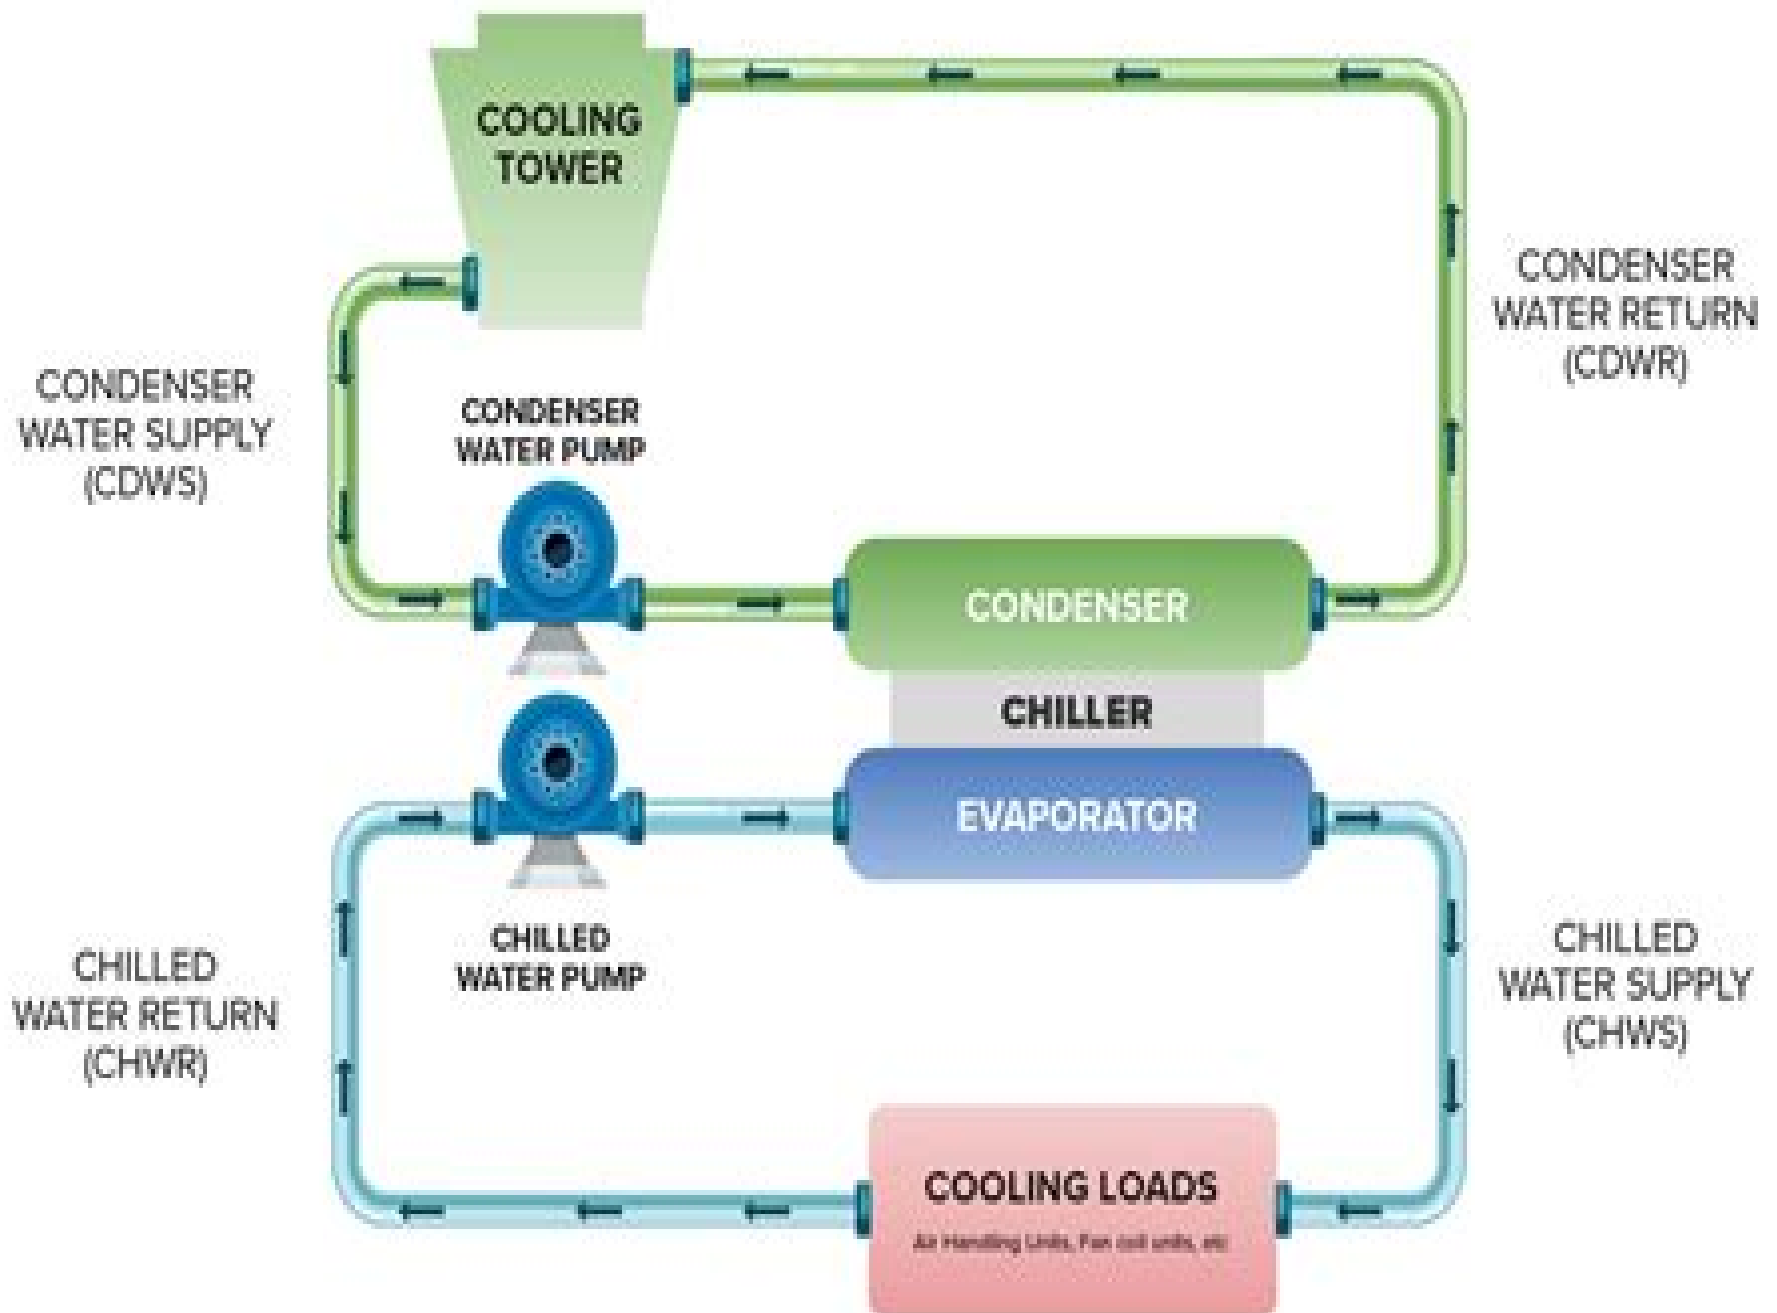 COOLING
TOWER
CONDENSER
WATER RETURN
(CDWR)
CONDENSER
WATER SUPPLY
(CDWS)
CONDENSER
WATER PUMP
CONDENSER
CHILLER
EVAPORATOR
CHILLED
WATER PUMP
CHILLED
WATER RETURN
(CHWR)
CHILLED
WATER SUPPLY
(CHWS)
COOLING LOADS
Air Handling Units, Fan coil units, etc